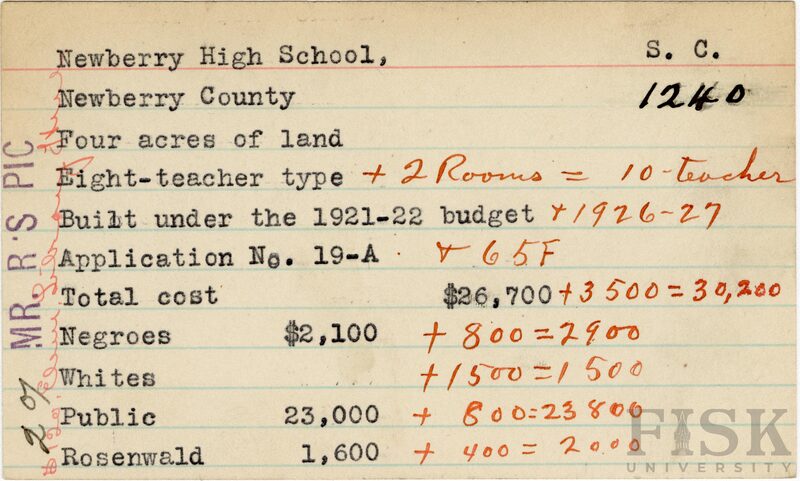 Newberry High School, S. C.
Newberry County 1240
Four acres of land
Eight-teacher type + 2 Rooms = 10-teacher
Built under the 1921-22 budget + 1926-27
Application No. 19-A + 65F
Total cost $26,700 + 3500 = 30,200
Negroes $2,100 + 800 = 2900
Whites + 1500 = 1500
Public 23,000 + 800 = 23800
Rosenwald 1,600 + 400 = 2000
MR. R'S PIC
FISK
UNIVERSITY